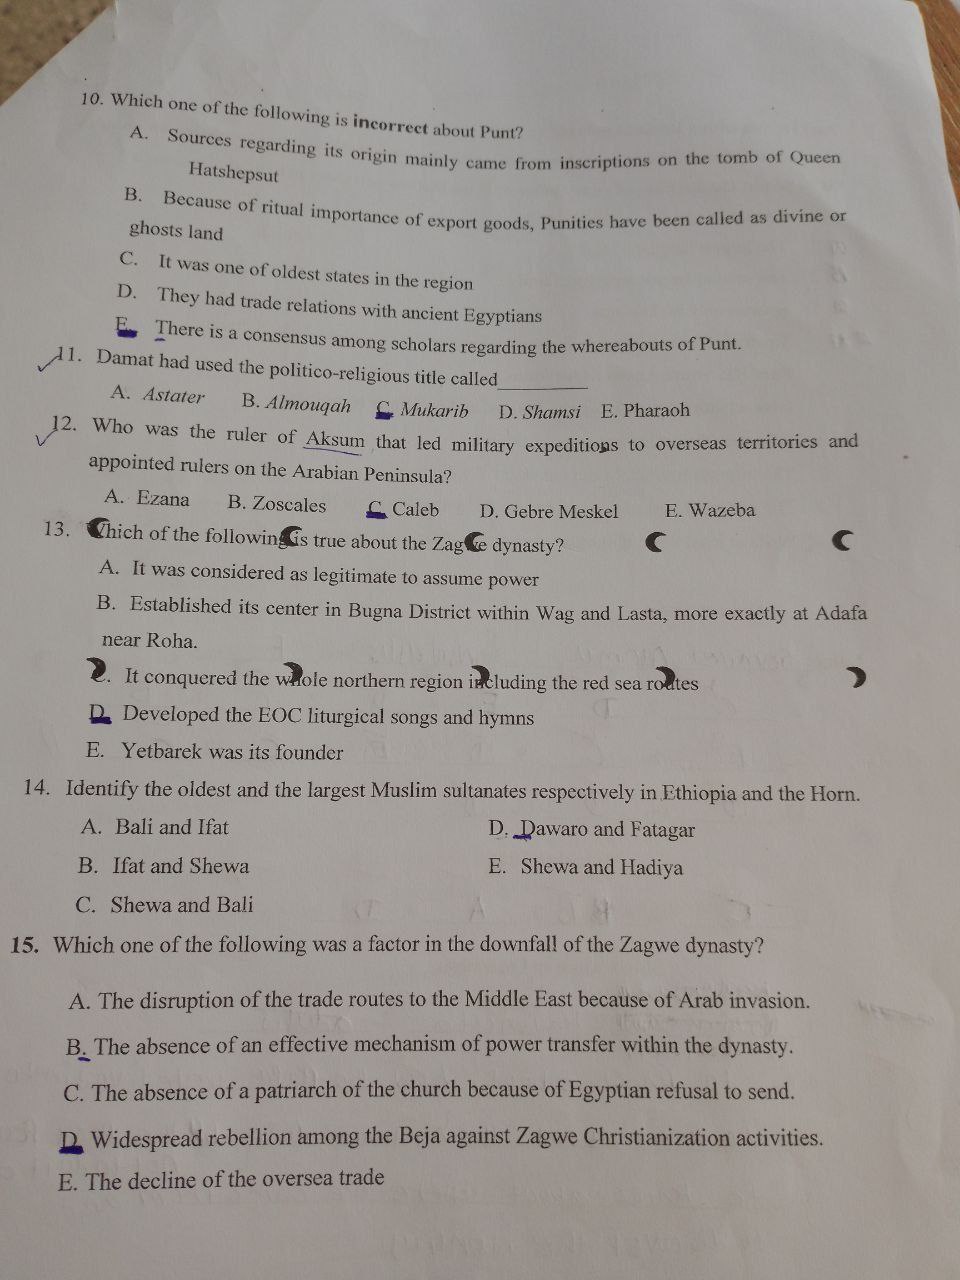 10. Which one of the following is incorrect about Punt?
A. Sources regarding its origin mainly came from inscriptions on the tomb of Queen
Hatshepsut
B. Because of ritual importance of export goods, Punities have been called as divine or
ghosts land
C. It was one of oldest states in the region
D. They had trade relations with ancient Egyptians
E. There is a consensus among scholars regarding the whereabouts of Punt.
11. Damat had used the politico-religious title called__________
A. Astater B. Almouqah C. Mukarib D. Shamsi E. Pharaoh
12. Who was the ruler of Aksum that led military expeditions to overseas territories and
appointed rulers on the Arabian Peninsula?
A. Ezana B. Zoscales C. Caleb D. Gebre Meskel E. Wazeba
13. Which of the following is true about the Zagwe dynasty?
A. It was considered as legitimate to assume power
B. Established its center in Bugna District within Wag and Lasta, more exactly at Adafa
near Roha.
C. It conquered the whole northern region including the red sea routes
D. Developed the EOC liturgical songs and hymns
E. Yetbarek was its founder
14. Identify the oldest and the largest Muslim sultanates respectively in Ethiopia and the Horn.
A. Bali and Ifat D. Dawaro and Fatagar
B. Ifat and Shewa E. Shewa and Hadiya
C. Shewa and Bali
15. Which one of the following was a factor in the downfall of the Zagwe dynasty?
A. The disruption of the trade routes to the Middle East because of Arab invasion.
B. The absence of an effective mechanism of power transfer within the dynasty.
C. The absence of a patriarch of the church because of Egyptian refusal to send.
D. Widespread rebellion among the Beja against Zagwe Christianization activities.
E. The decline of the oversea trade